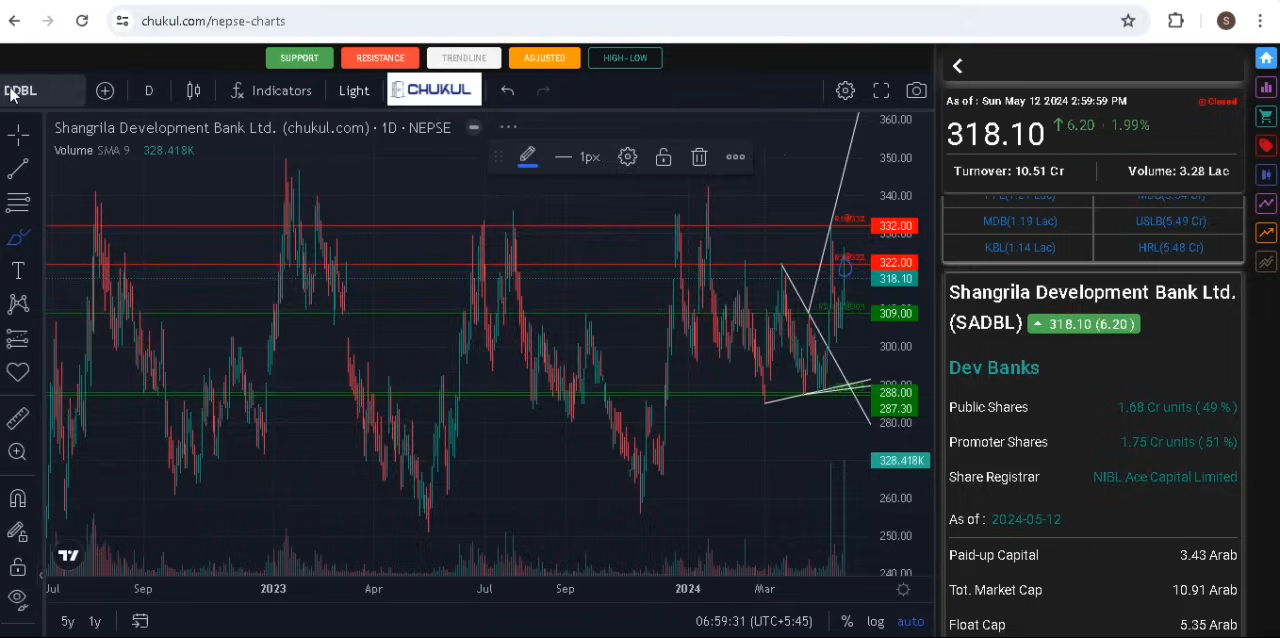 chukul.com/nepse-charts
S
SUPPORT RESISTANCE TRENDLINE ADJUSTED HIGH - LOW
DBL D Indicators Light CHUKUL
Shangrila Development Bank Ltd. (chukul.com) · 1D · NEPSE
Volume SMA 9 328.418K
1px
360.00
350.00
340.00
332.00
330.00
322.00
318.10
309.00
300.00
288.00
287.30
280.00
328.418K
260.00
250.00
240.00
Jul Sep 2023 Apr Jul Sep 2024 Mar
5y 1y 06:59:31 (UTC+5:45) % log auto
As of : Sun May 12 2024 2:59:59 PM Closed
318.10 6.20 1.99%
Turnover: 10.51 Cr Volume: 3.28 Lac
MDB(1.19 Lac) USLB(5.49 Cr)
KBL(1.14 Lac) HRL(5.48 Cr)
Shangrila Development Bank Ltd.
(SADBL) 318.10 (6.20 )
Dev Banks
Public Shares 1.68 Cr units ( 49 % )
Promoter Shares 1.75 Cr units ( 51 %)
Share Registrar NIBL Ace Capital Limited
As of : 2024-05-12
Paid-up Capital 3.43 Arab
Tot. Market Cap 10.91 Arab
Float Cap 5.35 Arab